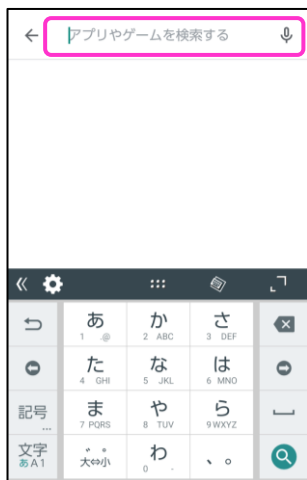 アプリやゲームを検索する
あ か さ
1 .@ 2 ABC 3 DEF
た な は
4 GHI 5 JKL 6 MNO
記号 ま や ら
... 7 PQRS 8 TUV 9 WXYZ
文字 大⇔小 わ 、。
あA1 0